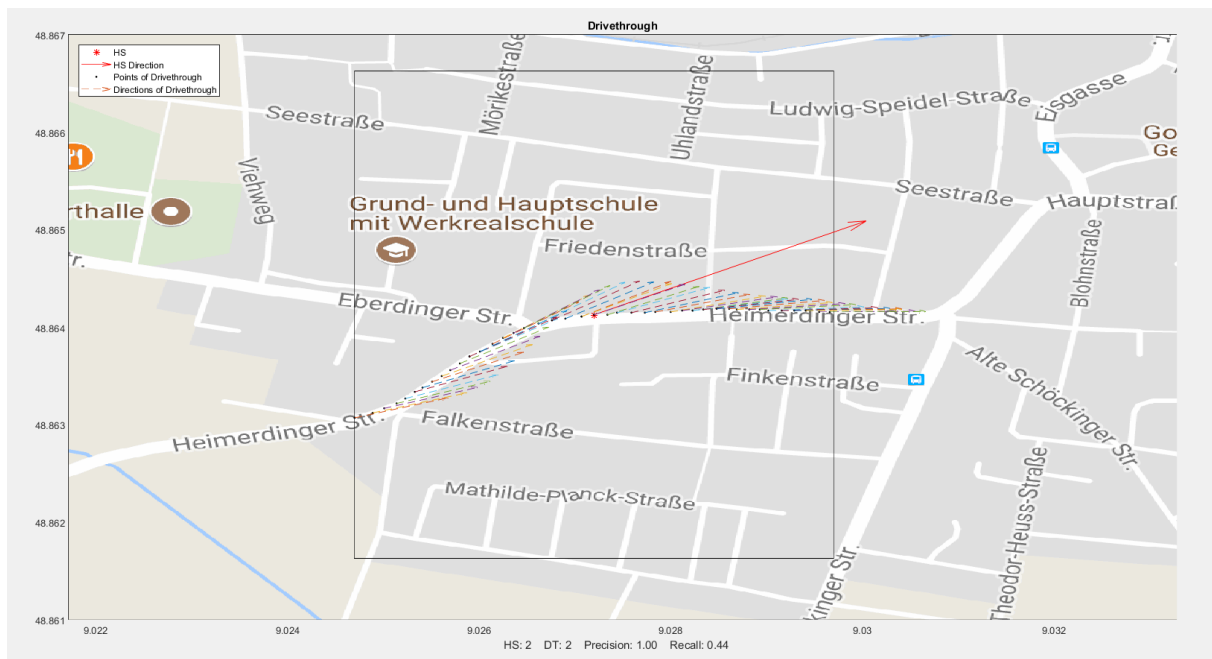 Drivethrough
HS
HS Direction
Points of Drivethrough
Directions of Drivethrough
48.867
48.866
48.865
48.864
48.863
48.862
48.861
9.022
9.024
9.026
9.028
9.03
9.032
Seestraße
Mörikestraße
Uhlandstraße
Ludwig-Speidel-Straße
Eisgasse
Go
Ge
Viehweg
rthalle
Grund- und Hauptschule
mit Werkrealschule
Seestraße
Hauptstraß
Friedenstraße
Blohnstraße
tr.
Eberdinger Str.
Heimerdinger Str.
Finkenstraße
Alte Schöckinger Str.
Heimerdinger Str.
Falkenstraße
Mathilde-Planck-Straße
Theodor-Heuss-Straße
kinger Str.
HS: 2 DT: 2 Precision: 1.00 Recall: 0.44